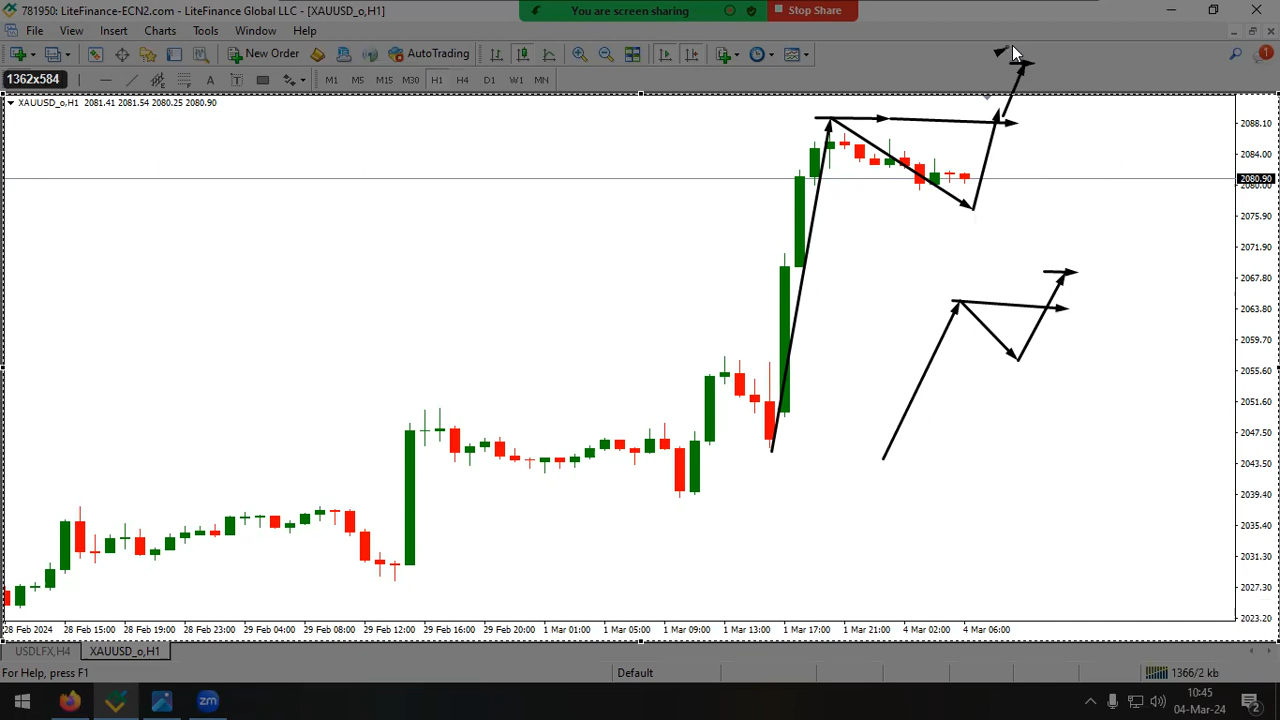 781950: LiteFinance-ECN2.com - LiteFinance Global LLC - [XAUUSD_o,H1]
You are screen sharing
Stop Share
File View Insert Charts Tools Window Help
New Order
AutoTrading
1
1362x584
A T M1 M5 M15 M30 H1 H4 D1 W1 MN
XAUUSD_o,H1 2081.41 2081.54 2080.25 2080.90
2088.10
2084.00
2080.90
2080.00
2075.90
2071.90
2067.80
2063.80
2059.70
2055.60
2051.60
2047.50
2043.50
2039.40
2035.40
2031.30
2027.30
2023.20
28 Feb 2024 28 Feb 15:00 28 Feb 19:00 28 Feb 23:00 29 Feb 04:00 29 Feb 08:00 29 Feb 12:00 29 Feb 16:00 29 Feb 20:00 1 Mar 01:00 1 Mar 05:00 1 Mar 09:00 1 Mar 13:00 1 Mar 17:00 1 Mar 21:00 4 Mar 02:00 4 Mar 06:00
USDLFX,H4 XAUUSD_o,H1
For Help, press F1
Default
1366/2 kb
zm
10:45
04-Mar-24
2